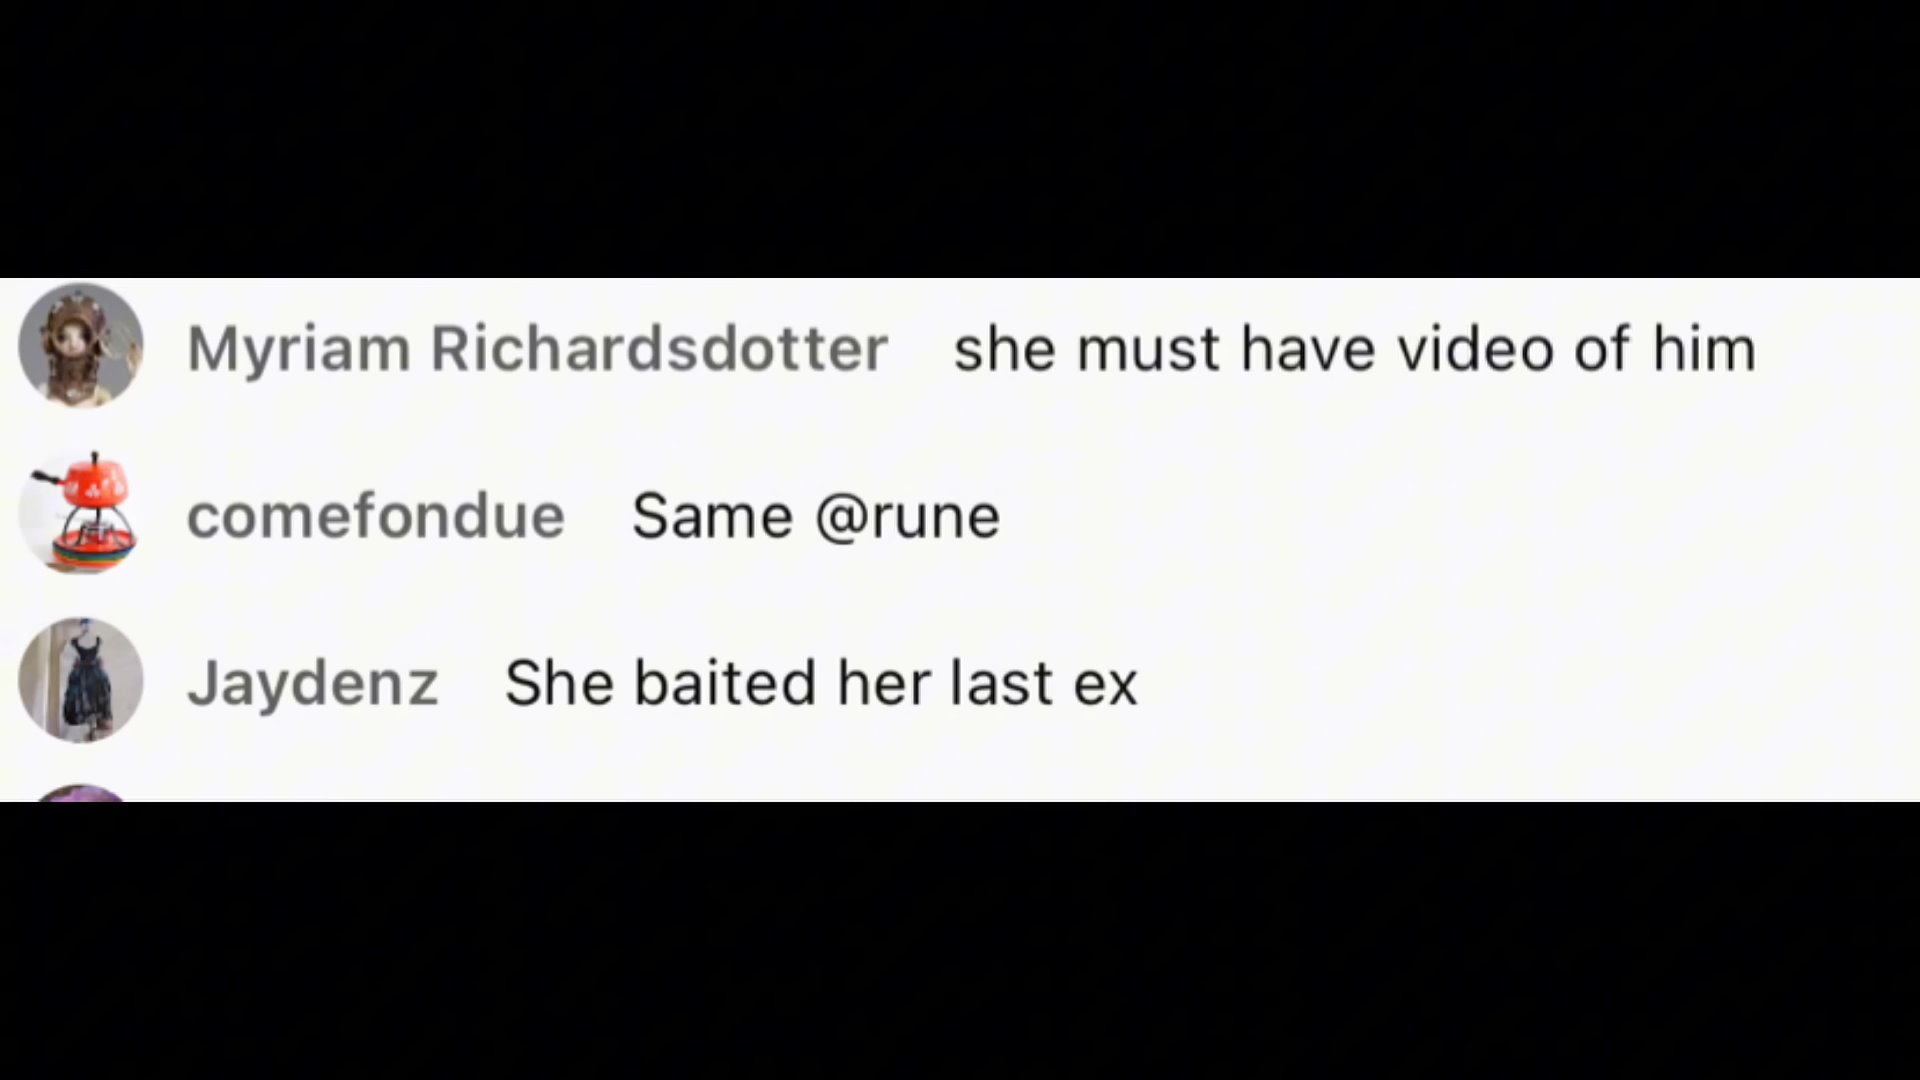 Myriam Richardsdotter she must have video of him
comefondue Same @rune
Jaydenz She baited her last ex